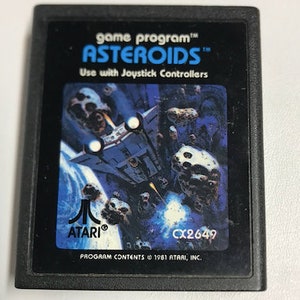 game program™
ASTEROIDS™
Use with Joystick Controllers
ATARI®
CX2649
PROGRAM CONTENTS © 1981 ATARI, INC.